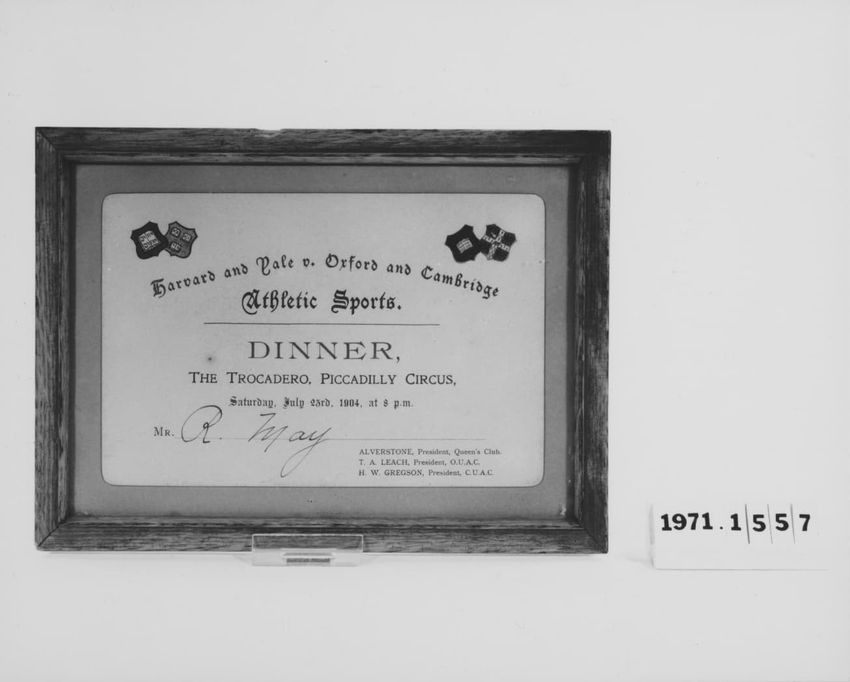 Harvard and Yale v. Oxford and Cambridge
Athletic Sports.
DINNER,
THE TROCADERO, PICCADILLY CIRCUS,
Saturday, July 23rd, 1904, at 8 p.m.
MR. R. May
ALVERSTONE, President, Queen's Club.
T. A. LEACH, President, O.U.A.C.
H. W. GREGSON, President, C.U.A.C.
1971.1557